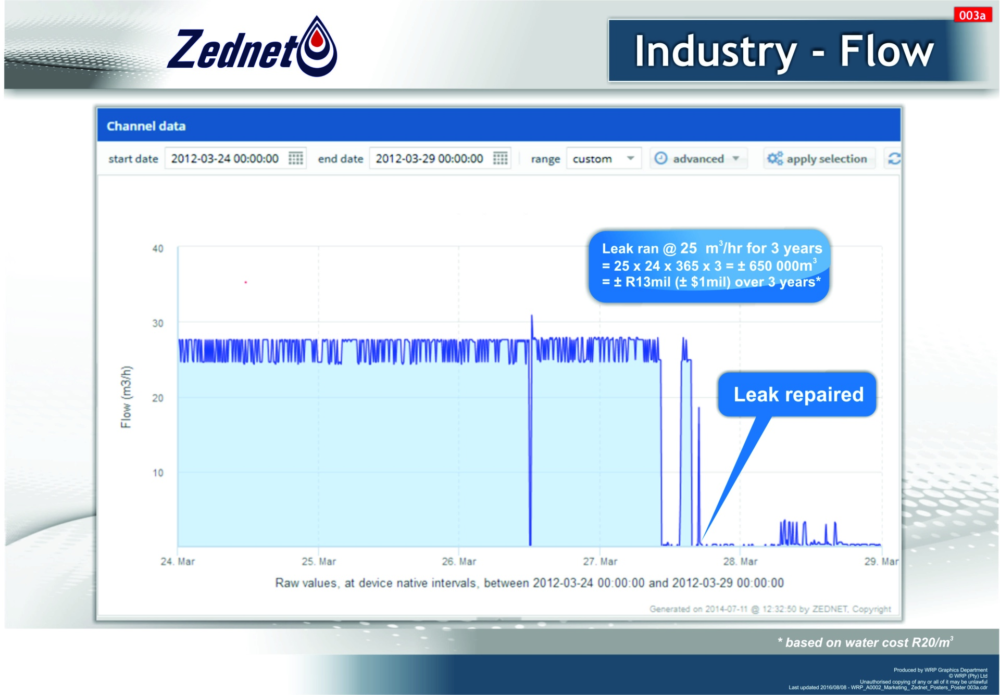 003a
Zednet
Industry - Flow
Channel data
start date 2012-03-24 00:00:00 end date 2012-03-29 00:00:00 range custom advanced apply selection
Leak ran @ 25 m³/hr for 3 years
= 25 x 24 x 365 x 3 = ± 650 000m³
= ± R13mil (± $1mil) over 3 years*
40
30
20
10
Flow (m3/h)
Leak repaired
24. Mar 25. Mar 26. Mar 27. Mar 28. Mar 29. Mar
Raw values, at device native intervals, between 2012-03-24 00:00:00 and 2012-03-29 00:00:00
Generated on 2014-07-11 @ 12:32:50 by ZEDNET, Copyright
* based on water cost R20/m³
Produced by WRP Graphics Department
© WRP (Pty) Ltd
Unauthorised copying of any or all of it may be unlawful
Last updated 2016/08/08 - WRP_A0002_Marketing_ Zednet_Posters_Poster 003a.cdr